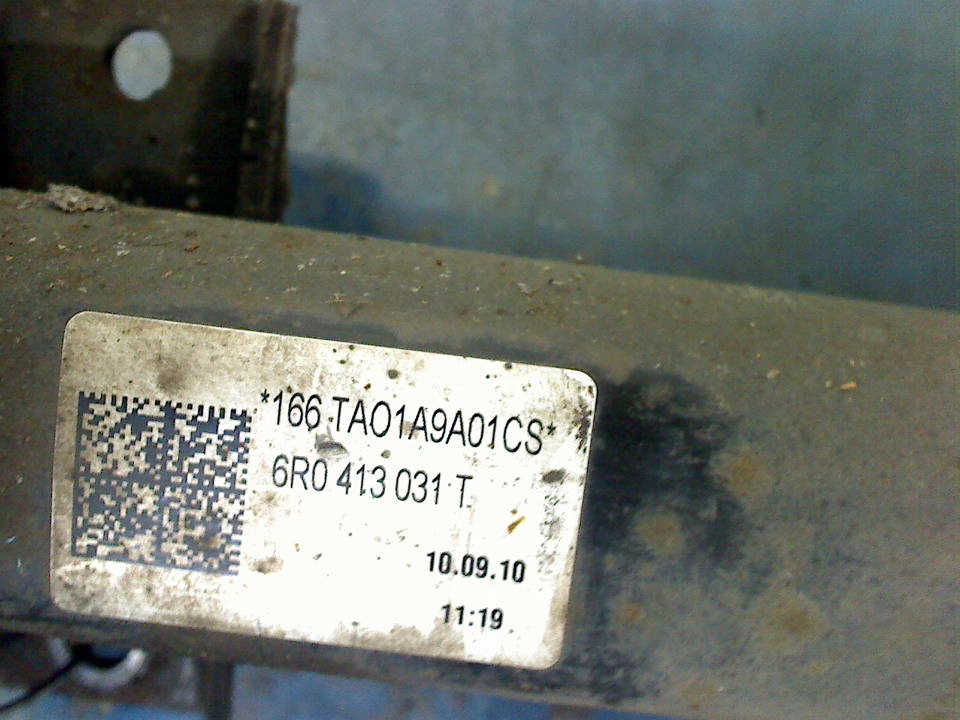 *166 TAO1A9A01CS*
6R0 413 031 T
10.09.10
11:19